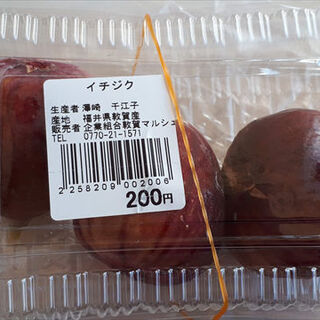 イチジク
生産者 澤崎 千江子
産地 福井県敦賀産
販売者 企業組合敦賀マルシェ
TEL 0770-21-1571
2258209002006
200円